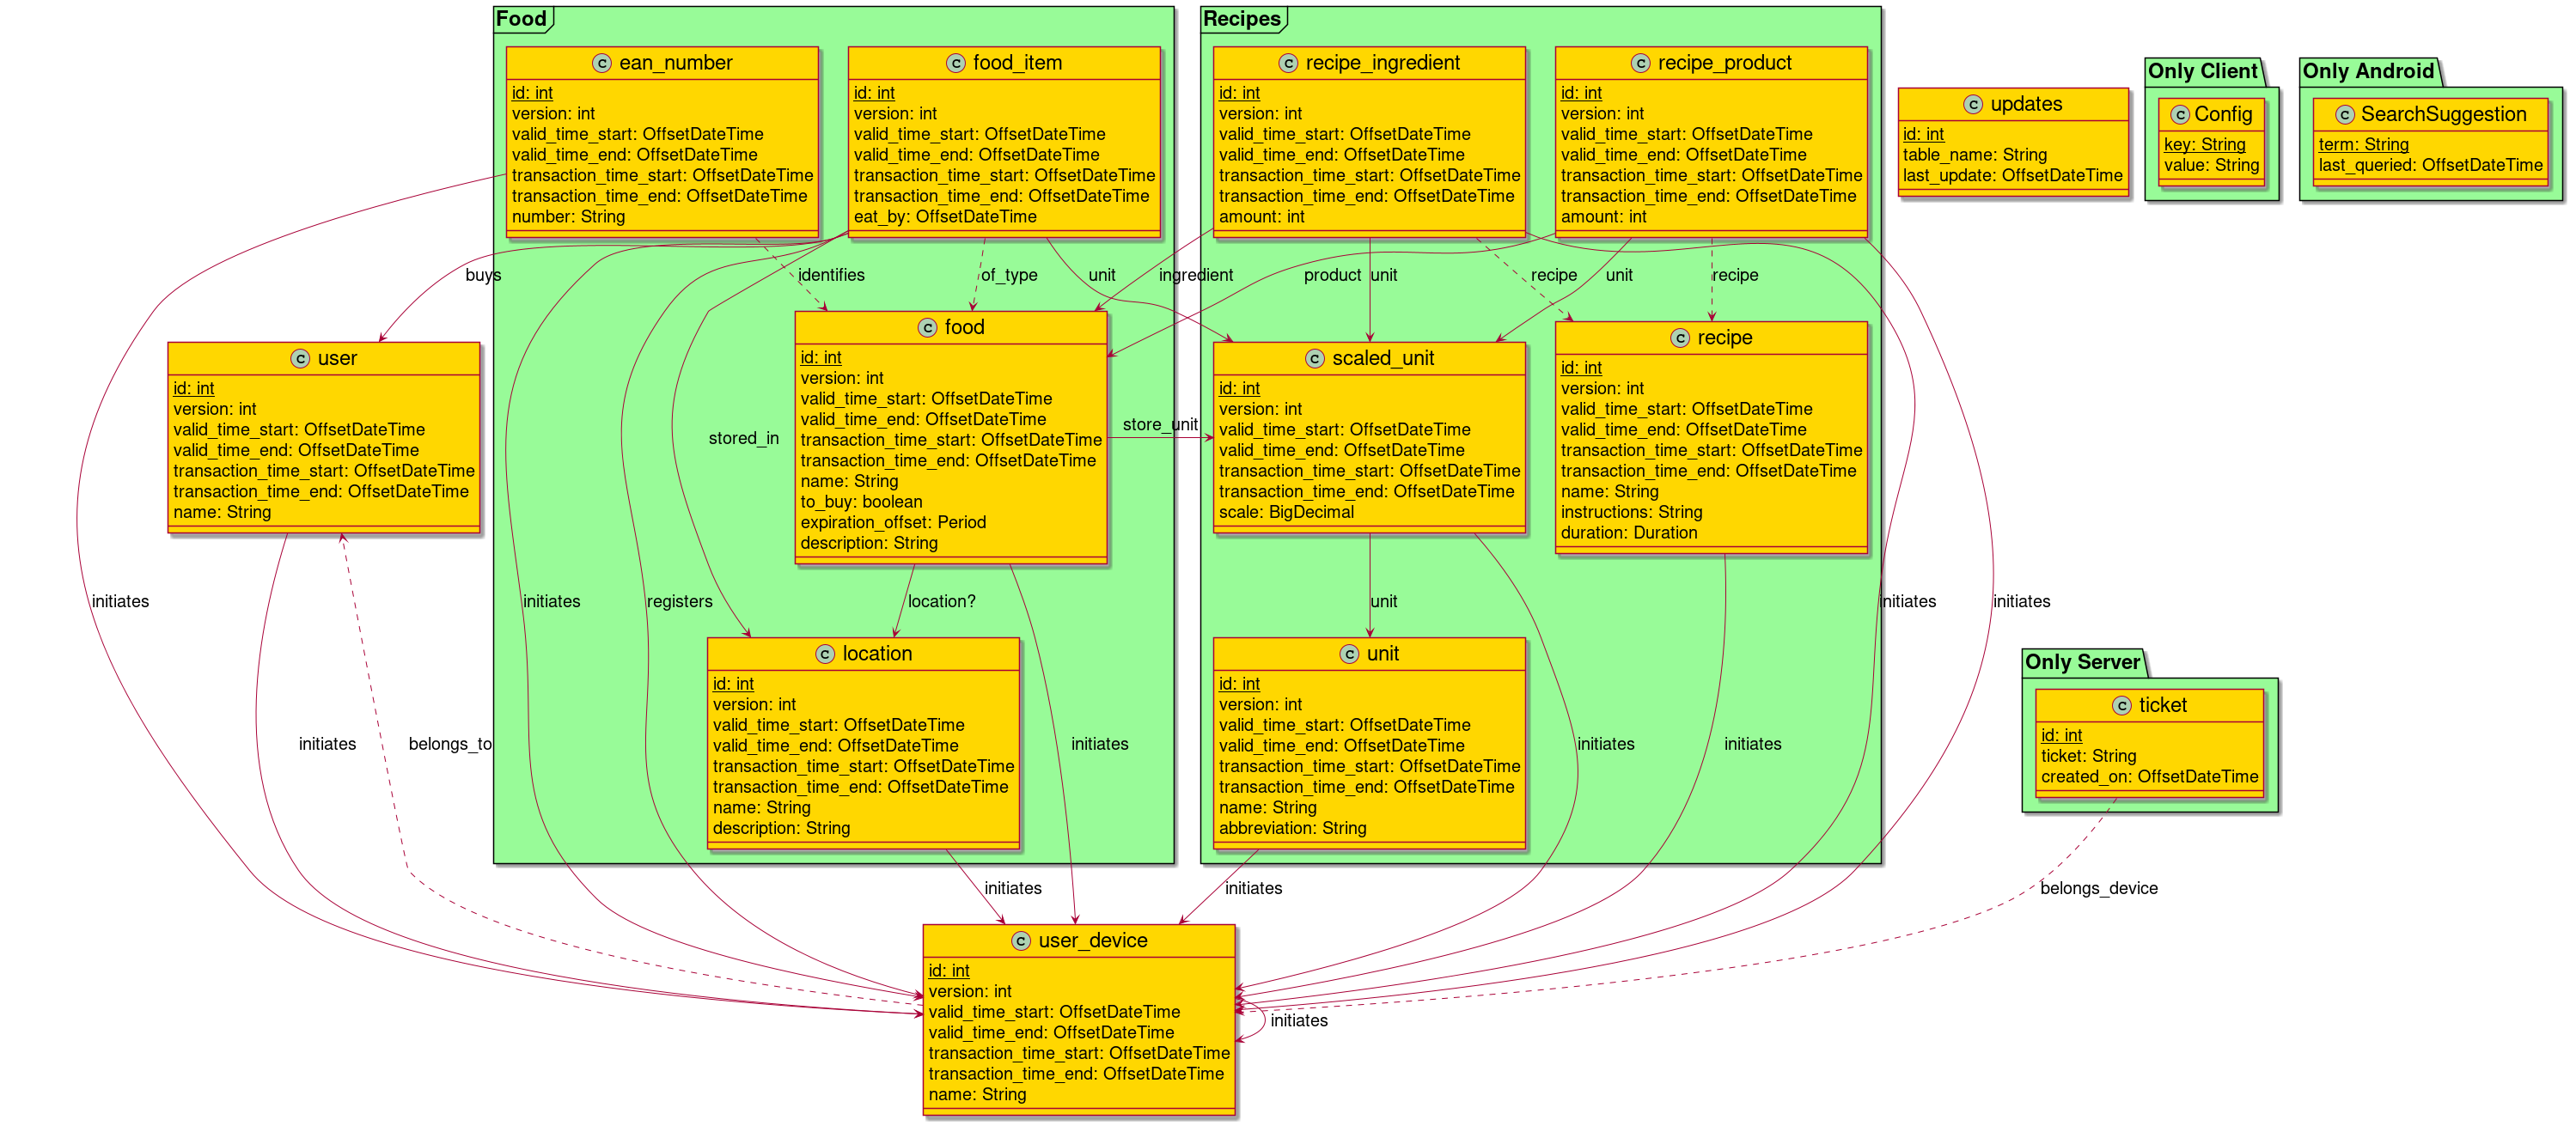 Food
C ean_number
id: int
version: int
valid_time_start: OffsetDateTime
valid_time_end: OffsetDateTime
transaction_time_start: OffsetDateTime
transaction_time_end: OffsetDateTime
number: String
C food_item
id: int
version: int
valid_time_start: OffsetDateTime
valid_time_end: OffsetDateTime
transaction_time_start: OffsetDateTime
transaction_time_end: OffsetDateTime
eat_by: OffsetDateTime
Recipes
C recipe_ingredient
id: int
version: int
valid_time_start: OffsetDateTime
valid_time_end: OffsetDateTime
transaction_time_start: OffsetDateTime
transaction_time_end: OffsetDateTime
amount: int
C recipe_product
id: int
version: int
valid_time_start: OffsetDateTime
valid_time_end: OffsetDateTime
transaction_time_start: OffsetDateTime
transaction_time_end: OffsetDateTime
amount: int
C updates
id: int
table_name: String
last_update: OffsetDateTime
Only Client
C Config
key: String
value: String
Only Android
C SearchSuggestion
term: String
last_queried: OffsetDateTime
buys
identifies
of_type
unit
ingredient
product
unit
recipe
unit
recipe
C user
id: int
version: int
valid_time_start: OffsetDateTime
valid_time_end: OffsetDateTime
transaction_time_start: OffsetDateTime
transaction_time_end: OffsetDateTime
name: String
stored_in
C food
id: int
version: int
valid_time_start: OffsetDateTime
valid_time_end: OffsetDateTime
transaction_time_start: OffsetDateTime
transaction_time_end: OffsetDateTime
name: String
to_buy: boolean
expiration_offset: Period
description: String
store_unit
C scaled_unit
id: int
version: int
valid_time_start: OffsetDateTime
valid_time_end: OffsetDateTime
transaction_time_start: OffsetDateTime
transaction_time_end: OffsetDateTime
scale: BigDecimal
C recipe
id: int
version: int
valid_time_start: OffsetDateTime
valid_time_end: OffsetDateTime
transaction_time_start: OffsetDateTime
transaction_time_end: OffsetDateTime
name: String
instructions: String
duration: Duration
initiates
initiates
registers
location?
unit
initiates
initiates
C location
id: int
version: int
valid_time_start: OffsetDateTime
valid_time_end: OffsetDateTime
transaction_time_start: OffsetDateTime
transaction_time_end: OffsetDateTime
name: String
description: String
C unit
id: int
version: int
valid_time_start: OffsetDateTime
valid_time_end: OffsetDateTime
transaction_time_start: OffsetDateTime
transaction_time_end: OffsetDateTime
name: String
abbreviation: String
Only Server
C ticket
id: int
ticket: String
created_on: OffsetDateTime
initiates
belongs_to
initiates
initiates
initiates
initiates
initiates
belongs_device
C user_device
id: int
version: int
valid_time_start: OffsetDateTime
valid_time_end: OffsetDateTime
transaction_time_start: OffsetDateTime
transaction_time_end: OffsetDateTime
name: String
initiates